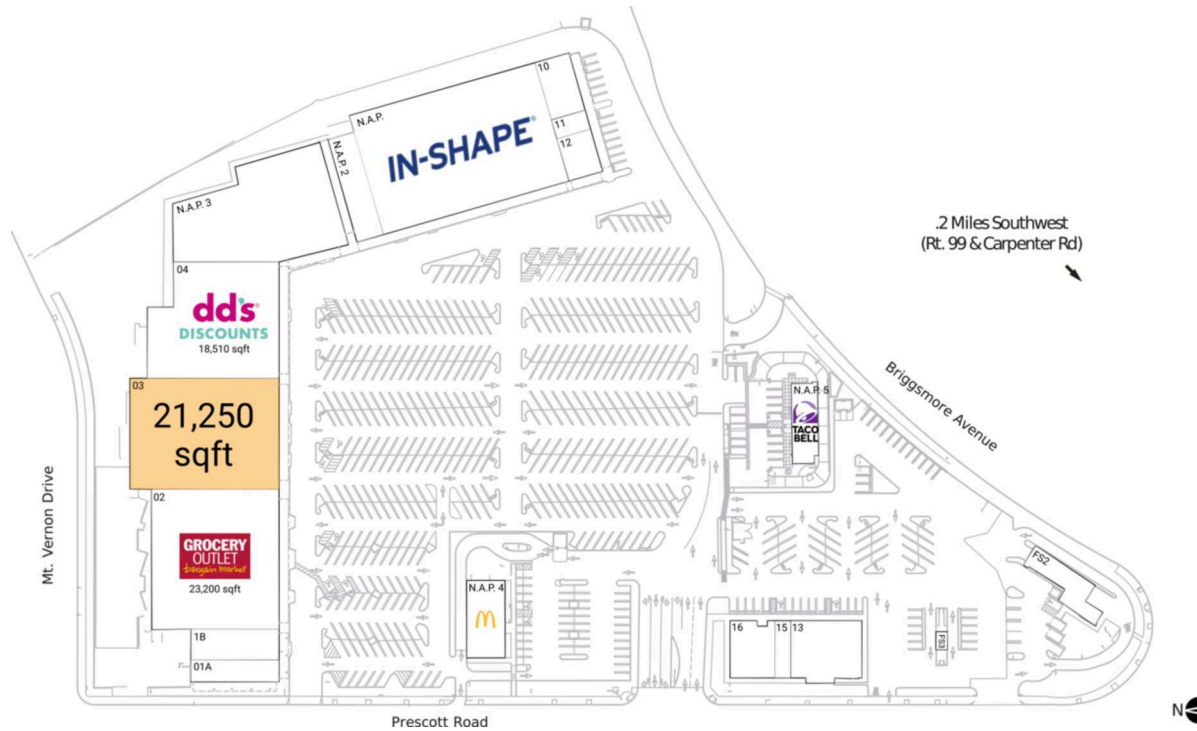 10
N.A.P.
11
12
IN-SHAPE®
N.A.P. 2
N.A.P. 3
.2 Miles Southwest
(Rt. 99 & Carpenter Rd)
04
dd's®
DISCOUNTS
18,510 sqft
03
21,250
sqft
N.A.P. 5
TACO
BELL
Briggsmore Avenue
Mt. Vernon Drive
02
GROCERY
OUTLET
bargain market
23,200 sqft
FS2
N.A.P. 4
1B
01A
16
15
13
FS3
Prescott Road
N